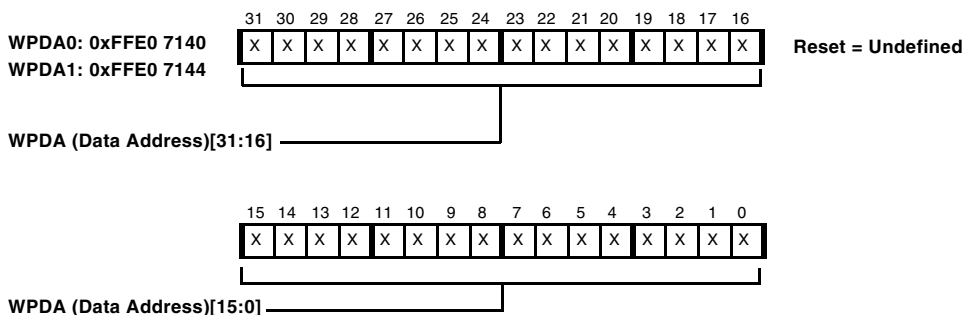 31 30 29 28 27 26 25 24 23 22 21 20 19 18 17 16
WPDA0: 0xFFE0 7140 X X X X X X X X X X X X X X X X Reset = Undefined
WPDA1: 0xFFE0 7144
WPDA (Data Address)[31:16]
15 14 13 12 11 10 9 8 7 6 5 4 3 2 1 0
X X X X X X X X X X X X X X X X
WPDA (Data Address)[15:0]